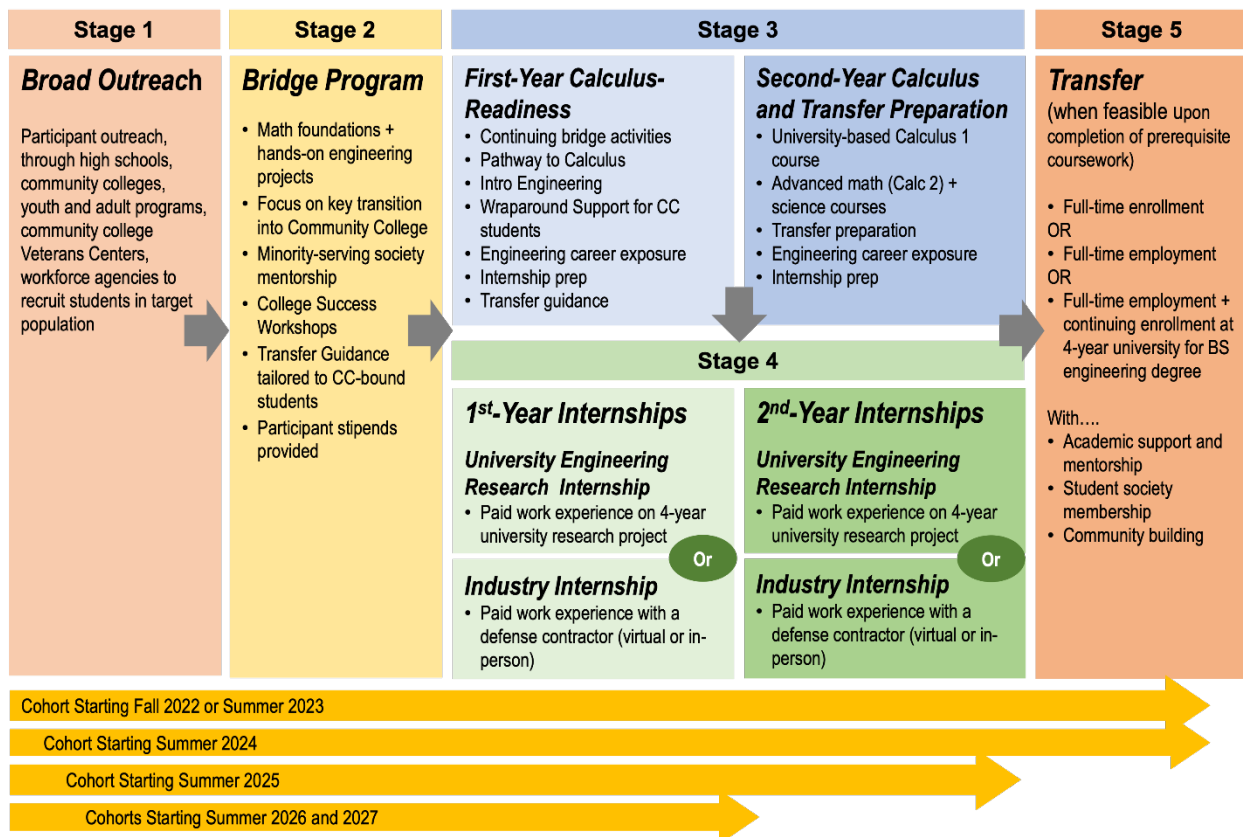 Stage 1
Broad Outreach
Participant outreach,
through high schools,
community colleges,
youth and adult programs,
community college
Veterans Centers,
workforce agencies to
recruit students in target
population
Stage 2
Bridge Program
• Math foundations +
hands-on engineering
projects
• Focus on key transition
into Community College
• Minority-serving society
mentorship
• College Success
Workshops
• Transfer Guidance
tailored to CC-bound
students
• Participant stipends
provided
Stage 3
First-Year Calculus-
Readiness
• Continuing bridge activities
• Pathway to Calculus
• Intro Engineering
• Wraparound Support for CC
students
• Engineering career exposure
• Internship prep
• Transfer guidance
Second-Year Calculus
and Transfer Preparation
• University-based Calculus 1
course
• Advanced math (Calc 2) +
science courses
• Transfer preparation
• Engineering career exposure
• Internship prep
Stage 4
1st-Year Internships
University Engineering
Research Internship
• Paid work experience on 4-year
university research project
Or
Industry Internship
• Paid work experience with a
defense contractor (virtual or in-
person)
2nd-Year Internships
University Engineering
Research Internship
• Paid work experience on 4-year
university research project
Or
Industry Internship
• Paid work experience with a
defense contractor (virtual or in-
person)
Stage 5
Transfer
(when feasible upon
completion of prerequisite
coursework)
• Full-time enrollment
OR
• Full-time employment
OR
• Full-time employment +
continuing enrollment at
4-year university for BS
engineering degree
With….
• Academic support and
mentorship
• Student society
membership
• Community building
Cohort Starting Fall 2022 or Summer 2023
Cohort Starting Summer 2024
Cohort Starting Summer 2025
Cohorts Starting Summer 2026 and 2027